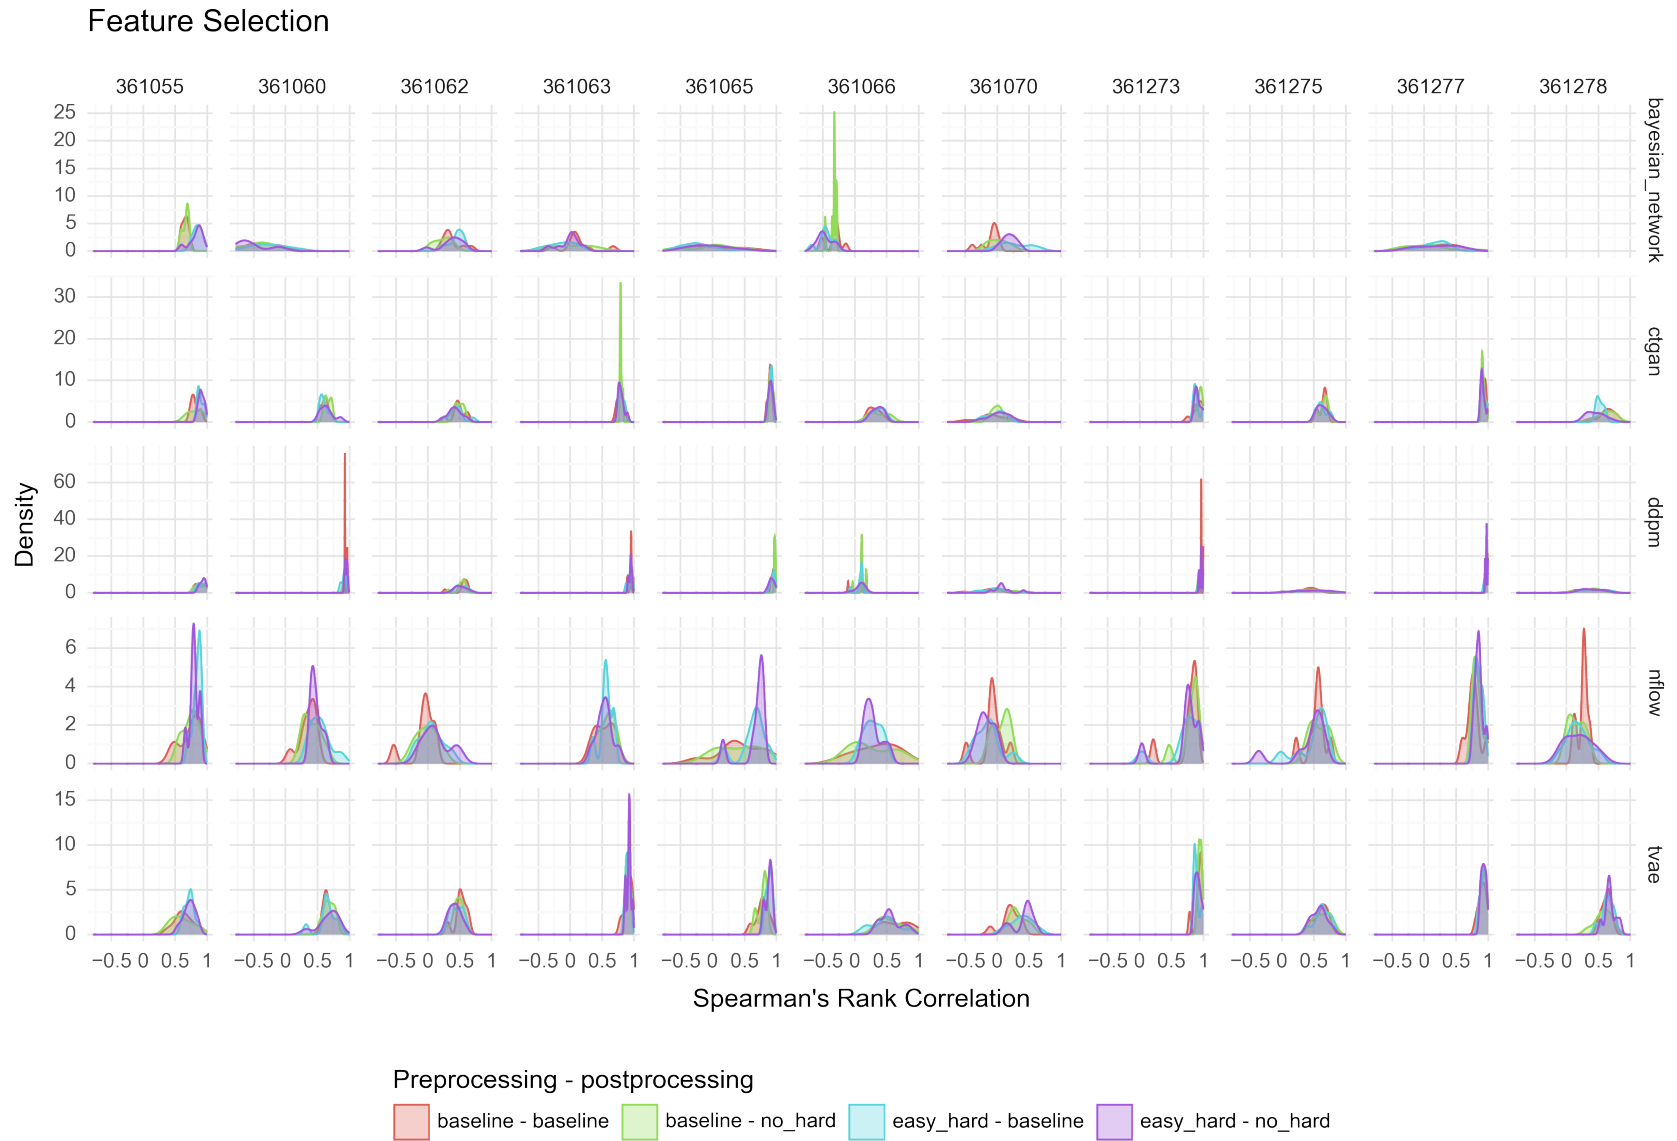 Feature Selection
361055 361060 361062 361063 361065 361066 361070 361273 361275 361277 361278
25
20
15
10
5
0
bayesian_network
30
20
10
0
ctgan
60
40
20
0
ddpm
Density
6
4
2
0
nflow
15
10
5
0
tvae
−0.5 0 0.5 1 −0.5 0 0.5 1 −0.5 0 0.5 1 −0.5 0 0.5 1 −0.5 0 0.5 1 −0.5 0 0.5 1 −0.5 0 0.5 1 −0.5 0 0.5 1 −0.5 0 0.5 1 −0.5 0 0.5 1 −0.5 0 0.5 1
Spearman's Rank Correlation
Preprocessing - postprocessing
baseline - baseline baseline - no_hard easy_hard - baseline easy_hard - no_hard